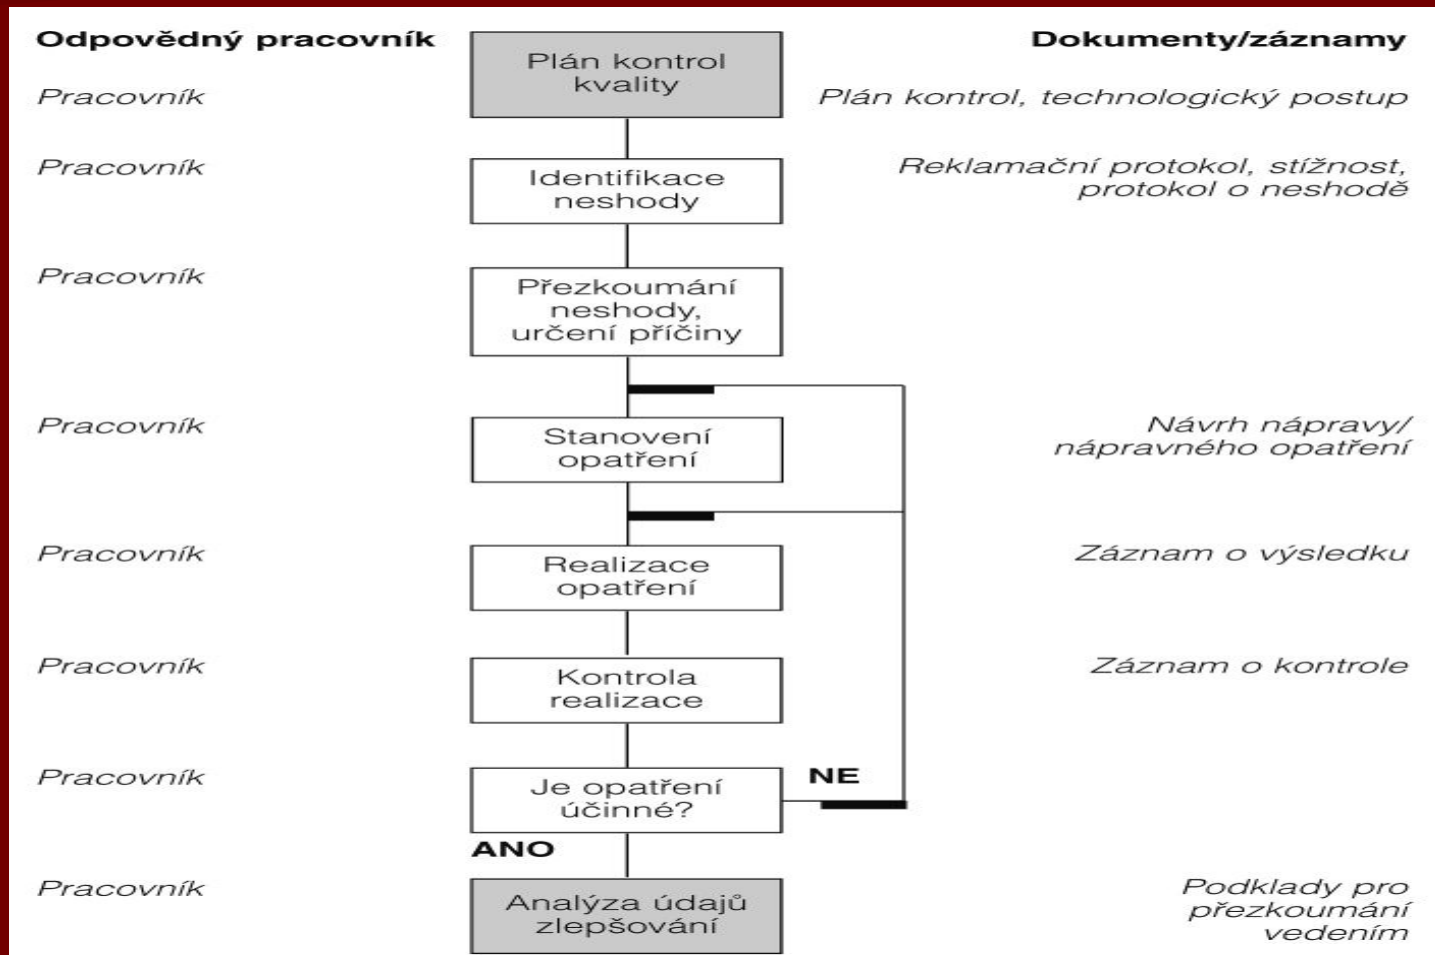 Odpovědný pracovník
Plán kontrol
kvality
Dokumenty/záznamy
Pracovník
Plán kontrol, technologický postup
Pracovník
Identifikace
neshody
Reklamační protokol, stížnost,
protokol o neshodě
Pracovník
Přezkoumání
neshody,
určení příčiny
Pracovník
Stanovení
opatření
Návrh nápravy/
nápravného opatření
Pracovník
Realizace
opatření
Záznam o výsledku
Pracovník
Kontrola
realizace
Záznam o kontrole
Pracovník
Je opatření
účinné?
NE
ANO
Pracovník
Analýza údajů
zlepšování
Podklady pro
přezkoumání
vedením